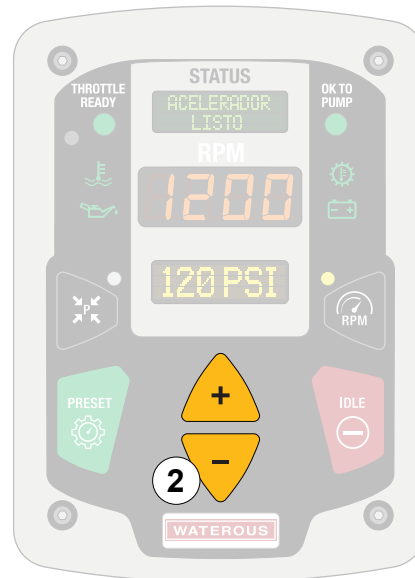 STATUS
THROTTLE
READY
ACELERADOR
LISTO
OK TO
PUMP
RPM
1200
120 PSI
P
RPM
PRESET
+
IDLE
−
2
WATEROUS